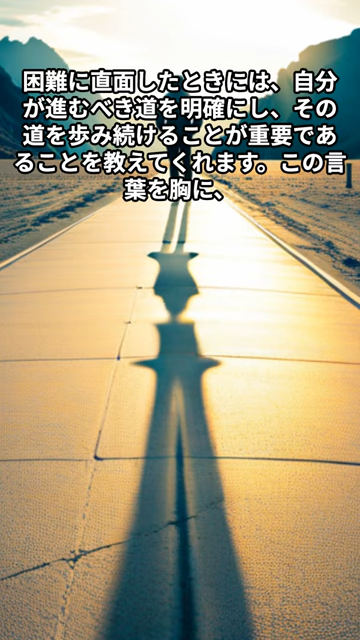 困難に直面したときには、自分
が進むべき道を明確にし、その
道を歩み続けることが重要であ
ることを教えてくれます。この言
葉を胸に、